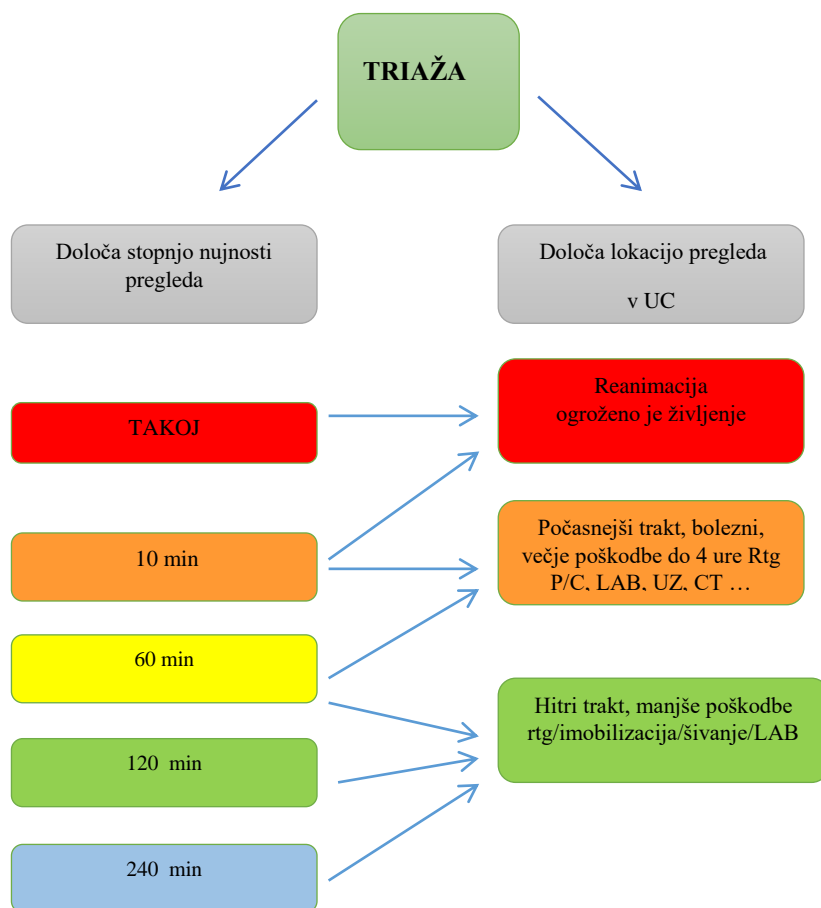 TRIAŽA
Določa stopnjo nujnosti
pregleda
Določa lokacijo pregleda
v UC
TAKOJ
Reanimacija
ogroženo je življenje
10 min
Počasnejši trakt, bolezni,
večje poškodbe do 4 ure Rtg
P/C, LAB, UZ, CT …
60 min
Hitri trakt, manjše poškodbe
rtg/imobilizacija/šivanje/LAB
120 min
240 min